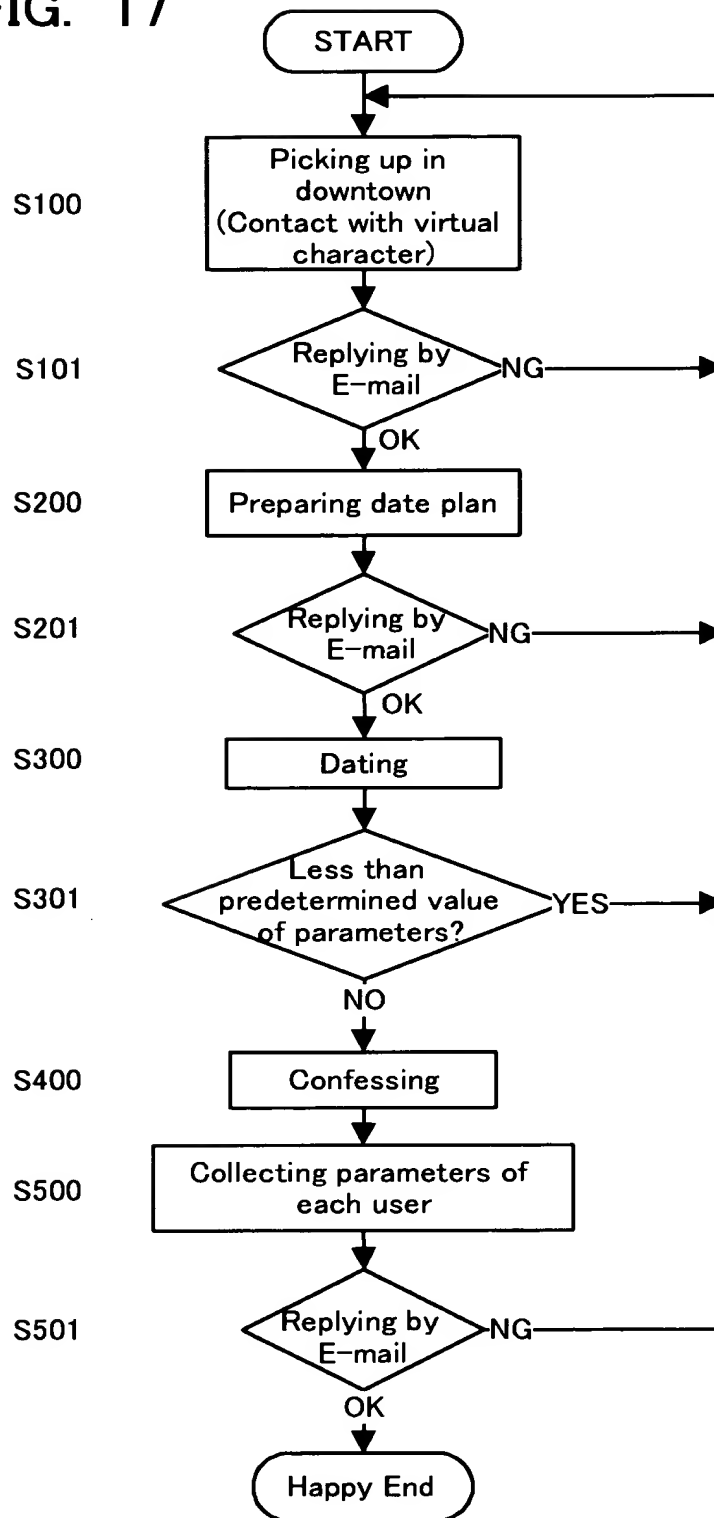 FIG. 17
START
S100
Picking up in
downtown
(Contact with virtual
character)
S101
Replying by
E-mail
NG
OK
S200
Preparing date plan
S201
Replying by
E-mail
NG
OK
S300
Dating
S301
Less than
predetermined value
of parameters?
YES
NO
S400
Confessing
S500
Collecting parameters of
each user
S501
Replying by
E-mail
NG
OK
Happy End